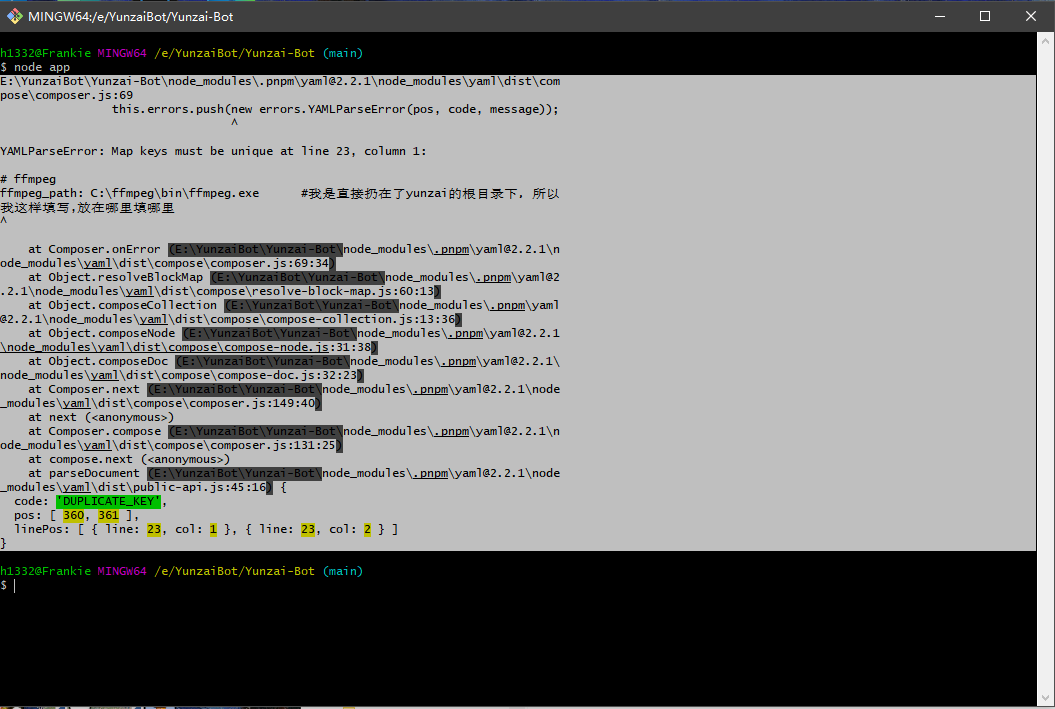 MINGW64:/e/YunzaiBot/Yunzai-Bot
h1332@Frankie MINGW64 /e/YunzaiBot/Yunzai-Bot (main)
$ node app
E:\YunzaiBot\Yunzai-Bot\node_modules\.pnpm\yaml@2.2.1\node_modules\yaml\dist\com
pose\composer.js:69
                this.errors.push(new errors.YAMLParseError(pos, code, message));
                                 ^
YAMLParseError: Map keys must be unique at line 23, column 1:
# ffmpeg
ffmpeg_path: C:\ffmpeg\bin\ffmpeg.exe      #我是直接扔在了yunzai的根目录下, 所以
我这样填写,放在哪里填哪里
^
    at Composer.onError (E:\YunzaiBot\Yunzai-Bot\node_modules\.pnpm\yaml@2.2.1\n
ode_modules\yaml\dist\compose\composer.js:69:34)
    at Object.resolveBlockMap (E:\YunzaiBot\Yunzai-Bot\node_modules\.pnpm\yaml@2
.2.1\node_modules\yaml\dist\compose\resolve-block-map.js:60:13)
    at Object.composeCollection (E:\YunzaiBot\Yunzai-Bot\node_modules\.pnpm\yaml
@2.2.1\node_modules\yaml\dist\compose\compose-collection.js:13:36)
    at Object.composeNode (E:\YunzaiBot\Yunzai-Bot\node_modules\.pnpm\yaml@2.2.1
\node_modules\yaml\dist\compose\compose-node.js:31:38)
    at Object.composeDoc (E:\YunzaiBot\Yunzai-Bot\node_modules\.pnpm\yaml@2.2.1\
node_modules\yaml\dist\compose\compose-doc.js:32:23)
    at Composer.next (E:\YunzaiBot\Yunzai-Bot\node_modules\.pnpm\yaml@2.2.1\node
_modules\yaml\dist\compose\composer.js:149:40)
    at next (<anonymous>)
    at Composer.compose (E:\YunzaiBot\Yunzai-Bot\node_modules\.pnpm\yaml@2.2.1\n
ode_modules\yaml\dist\compose\composer.js:131:25)
    at compose.next (<anonymous>)
    at parseDocument (E:\YunzaiBot\Yunzai-Bot\node_modules\.pnpm\yaml@2.2.1\node
_modules\yaml\dist\public-api.js:45:16) {
  code: 'DUPLICATE_KEY',
  pos: [ 360, 361 ],
  linePos: [ { line: 23, col: 1 }, { line: 23, col: 2 } ]
}
h1332@Frankie MINGW64 /e/YunzaiBot/Yunzai-Bot (main)
$